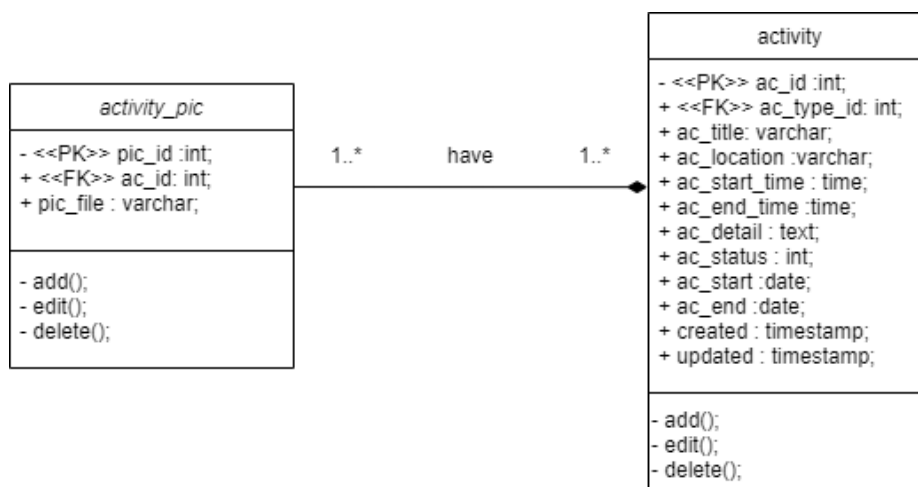 activity_pic
- <<PK>> pic_id :int;
+ <<FK>> ac_id: int;
+ pic_file : varchar;
- add();
- edit();
- delete();
1..*
have
1..*
activity
- <<PK>> ac_id :int;
+ <<FK>> ac_type_id: int;
+ ac_title: varchar;
+ ac_location :varchar;
+ ac_start_time : time;
+ ac_end_time :time;
+ ac_detail : text;
+ ac_status : int;
+ ac_start :date;
+ ac_end :date;
+ created : timestamp;
+ updated : timestamp;
- add();
- edit();
- delete();